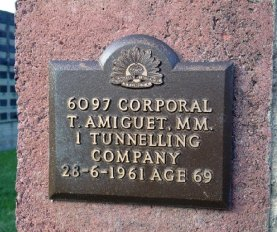 6097 CORPORAL
T. AMIGUET, MM.
1 TUNNELLING
COMPANY
28-6-1961 AGE 69